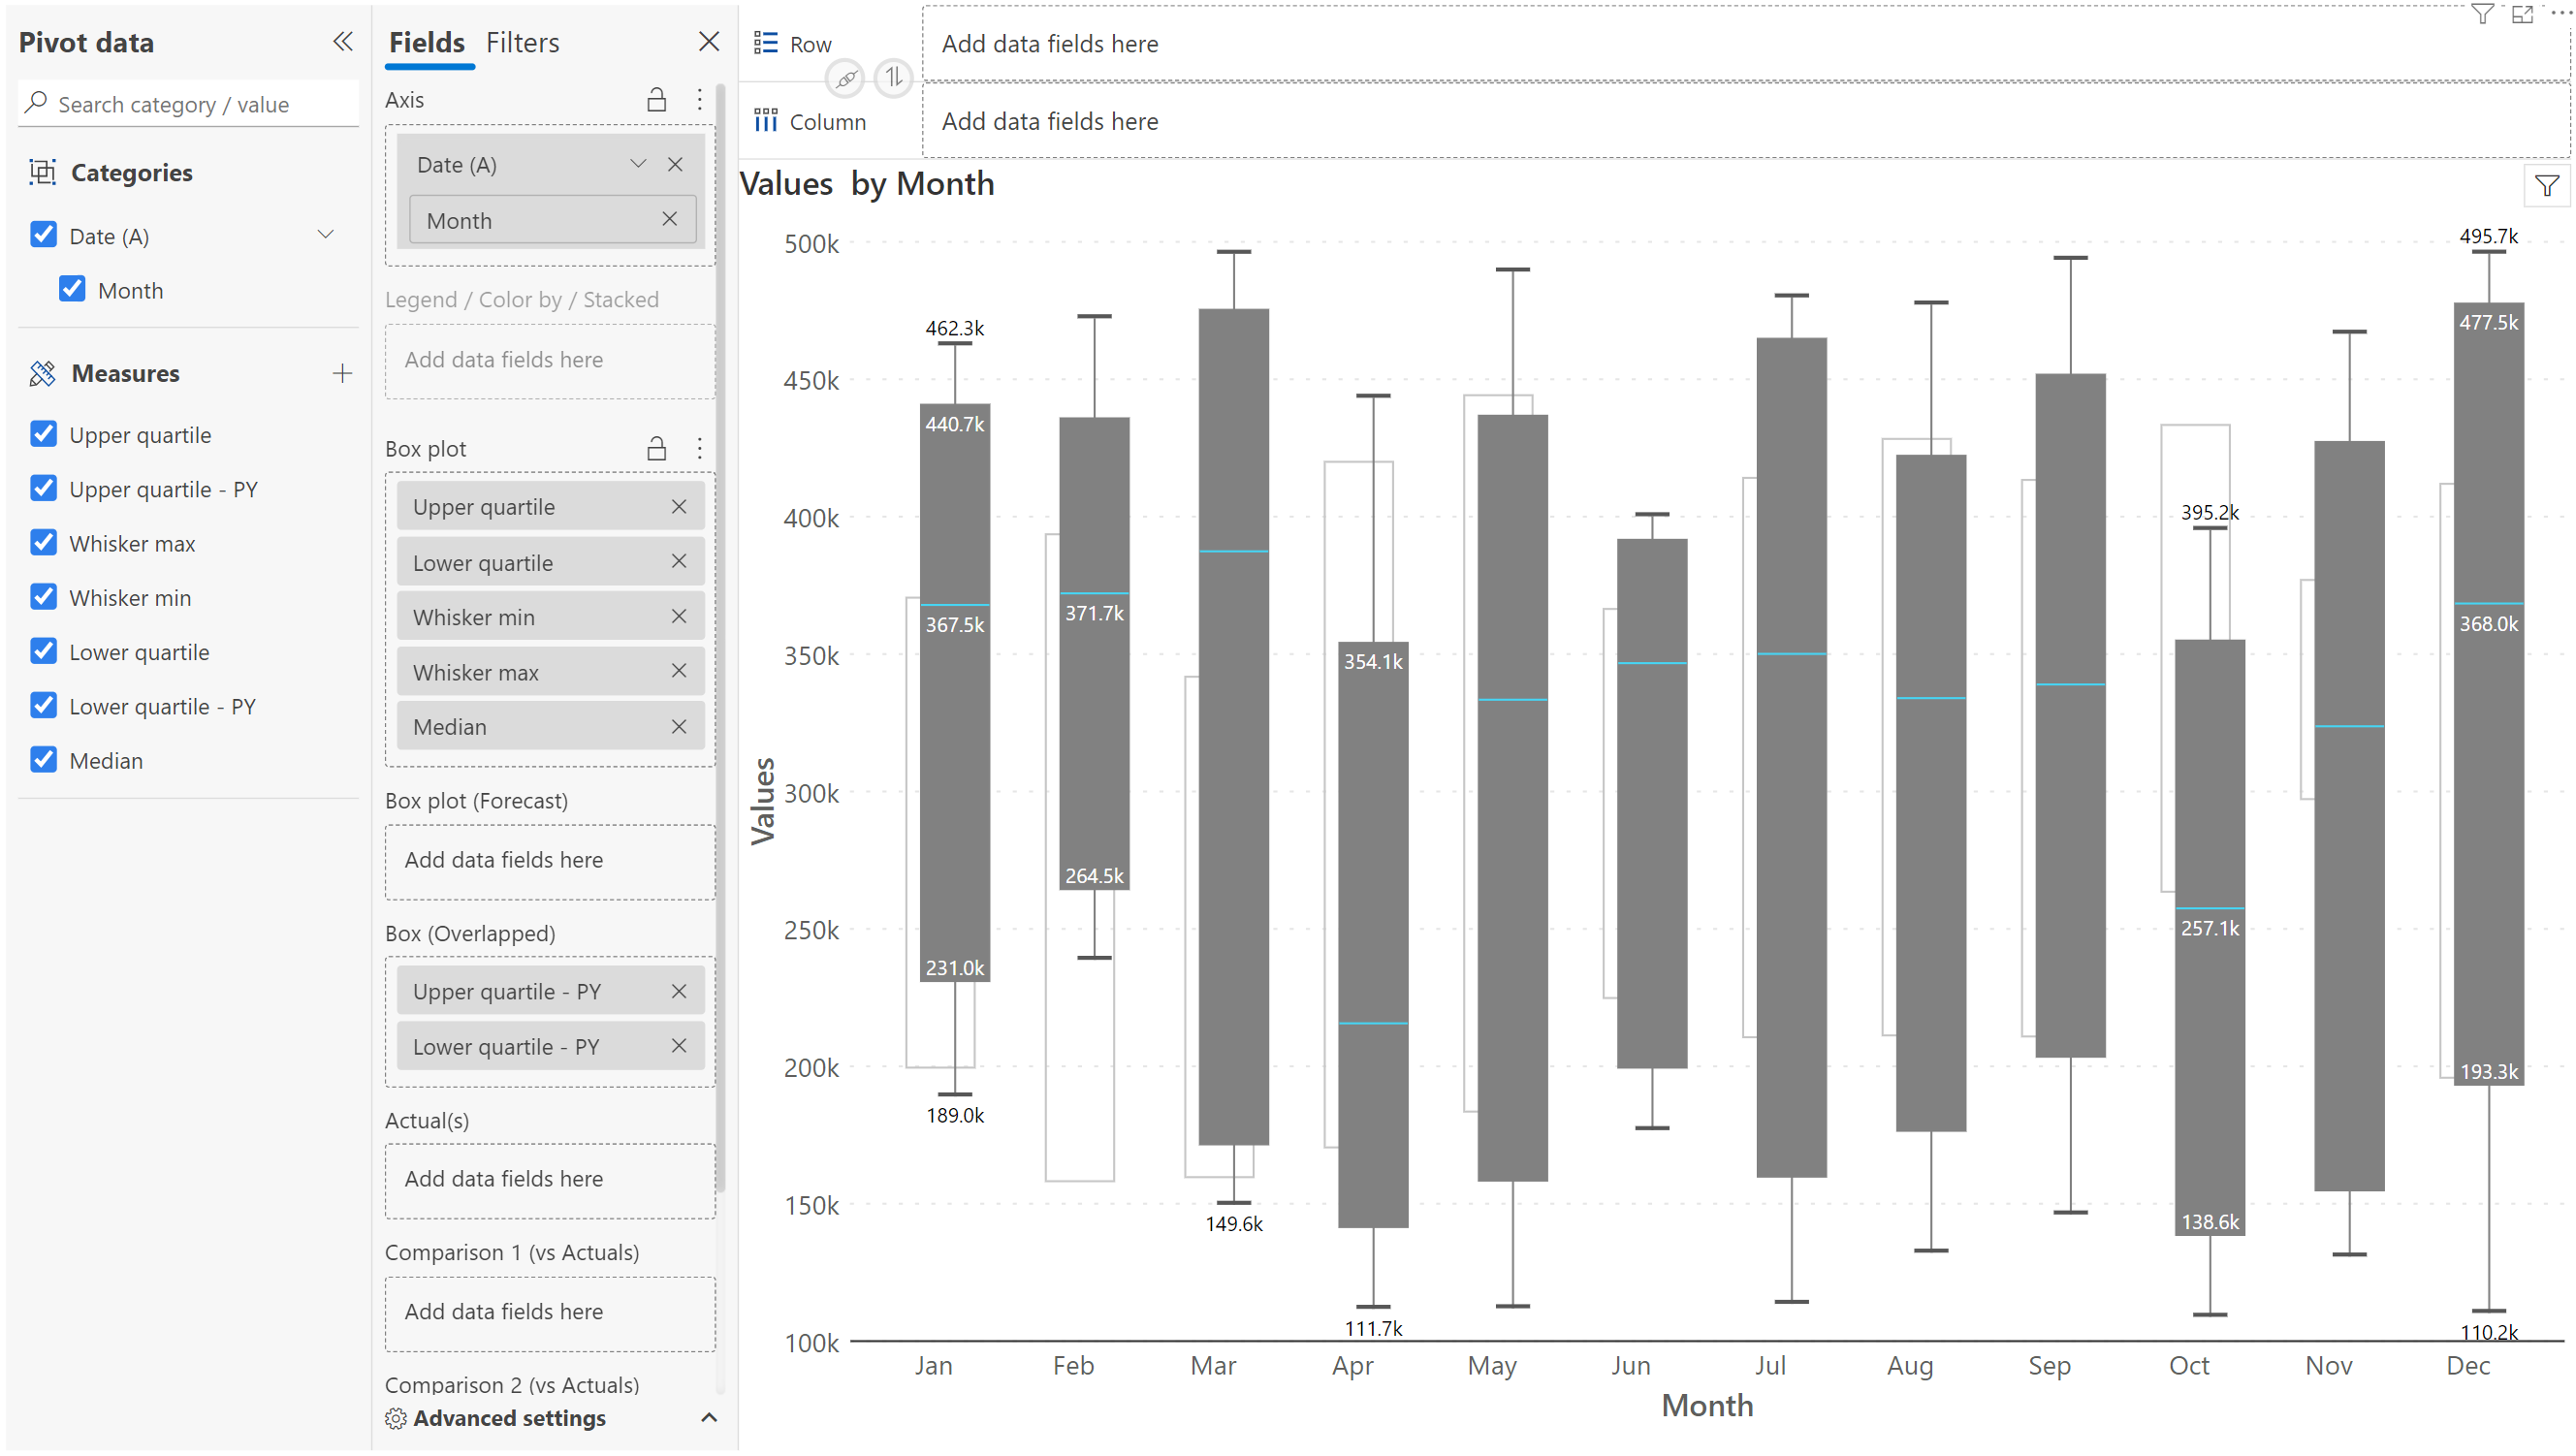 Pivot data
Search category / value
Categories
Date (A)
Month
Measures
Upper quartile
Upper quartile - PY
Whisker max
Whisker min
Lower quartile
Lower quartile - PY
Median
Fields Filters
Axis
Date (A)
Month
Legend / Color by / Stacked
Add data fields here
Box plot
Upper quartile
Lower quartile
Whisker min
Whisker max
Median
Box plot (Forecast)
Add data fields here
Box (Overlapped)
Upper quartile - PY
Lower quartile - PY
Actual(s)
Add data fields here
Comparison 1 (vs Actuals)
Add data fields here
Comparison 2 (vs Actuals)
Advanced settings
Row Add data fields here
Column Add data fields here
Values by Month
Values
500k
450k
400k
350k
300k
250k
200k
150k
100k
462.3k
440.7k
367.5k
231.0k
189.0k
371.7k
264.5k
149.6k
354.1k
111.7k
395.2k
257.1k
138.6k
495.7k
477.5k
368.0k
193.3k
110.2k
Jan Feb Mar Apr May Jun Jul Aug Sep Oct Nov Dec
Month